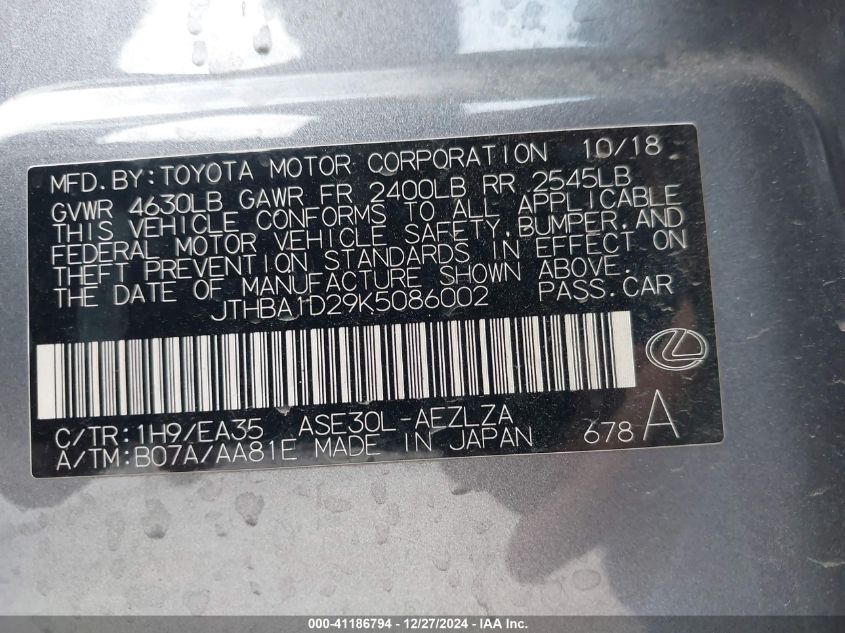 MFD. BY: TOYOTA MOTOR CORPORATION 10/18
GVWR 4630LB GAWR FR 2400LB RR 2545LB
THIS VEHICLE CONFORMS TO ALL APPLICABLE
FEDERAL MOTOR VEHICLE SAFETY, BUMPER, AND
THEFT PREVENTION STANDARDS IN EFFECT ON
THE DATE OF MANUFACTURE SHOWN ABOVE.
JTHBA1D29K5086002 PASS. CAR
C/TR: 1H9/EA35 ASE30L-AEZLZA
A/TM: B07A/AA81E MADE IN JAPAN 678 A
000-41186794 - 12/27/2024 - IAA Inc.